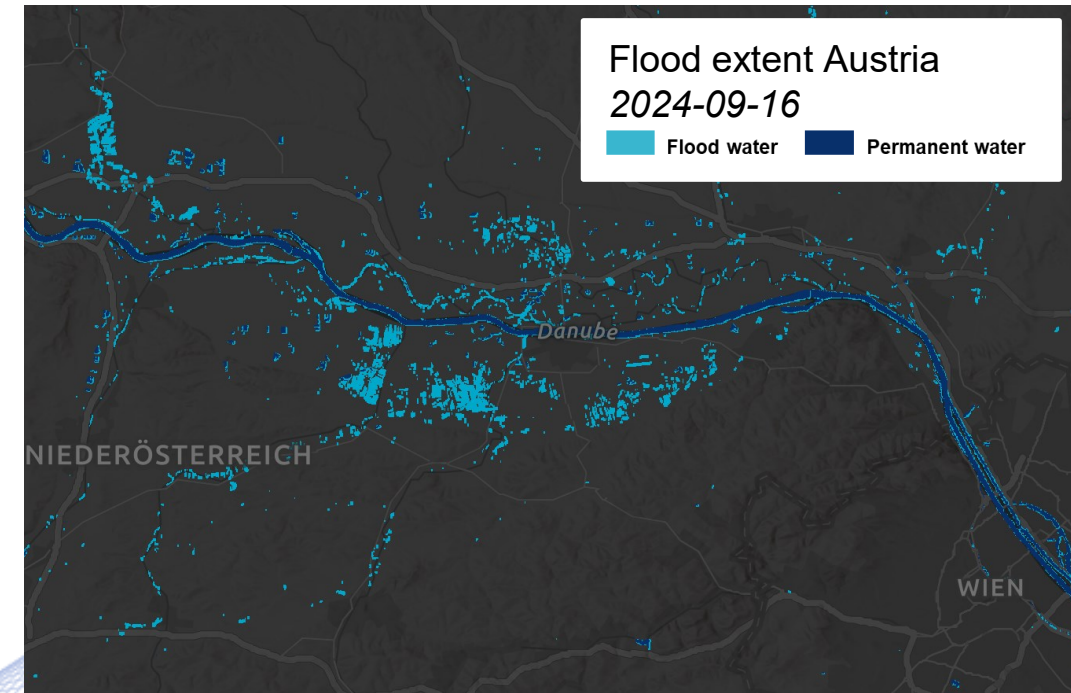 Flood extent Austria
2024-09-16
Flood water
Permanent water
Danube
NIEDERÖSTERREICH
WIEN